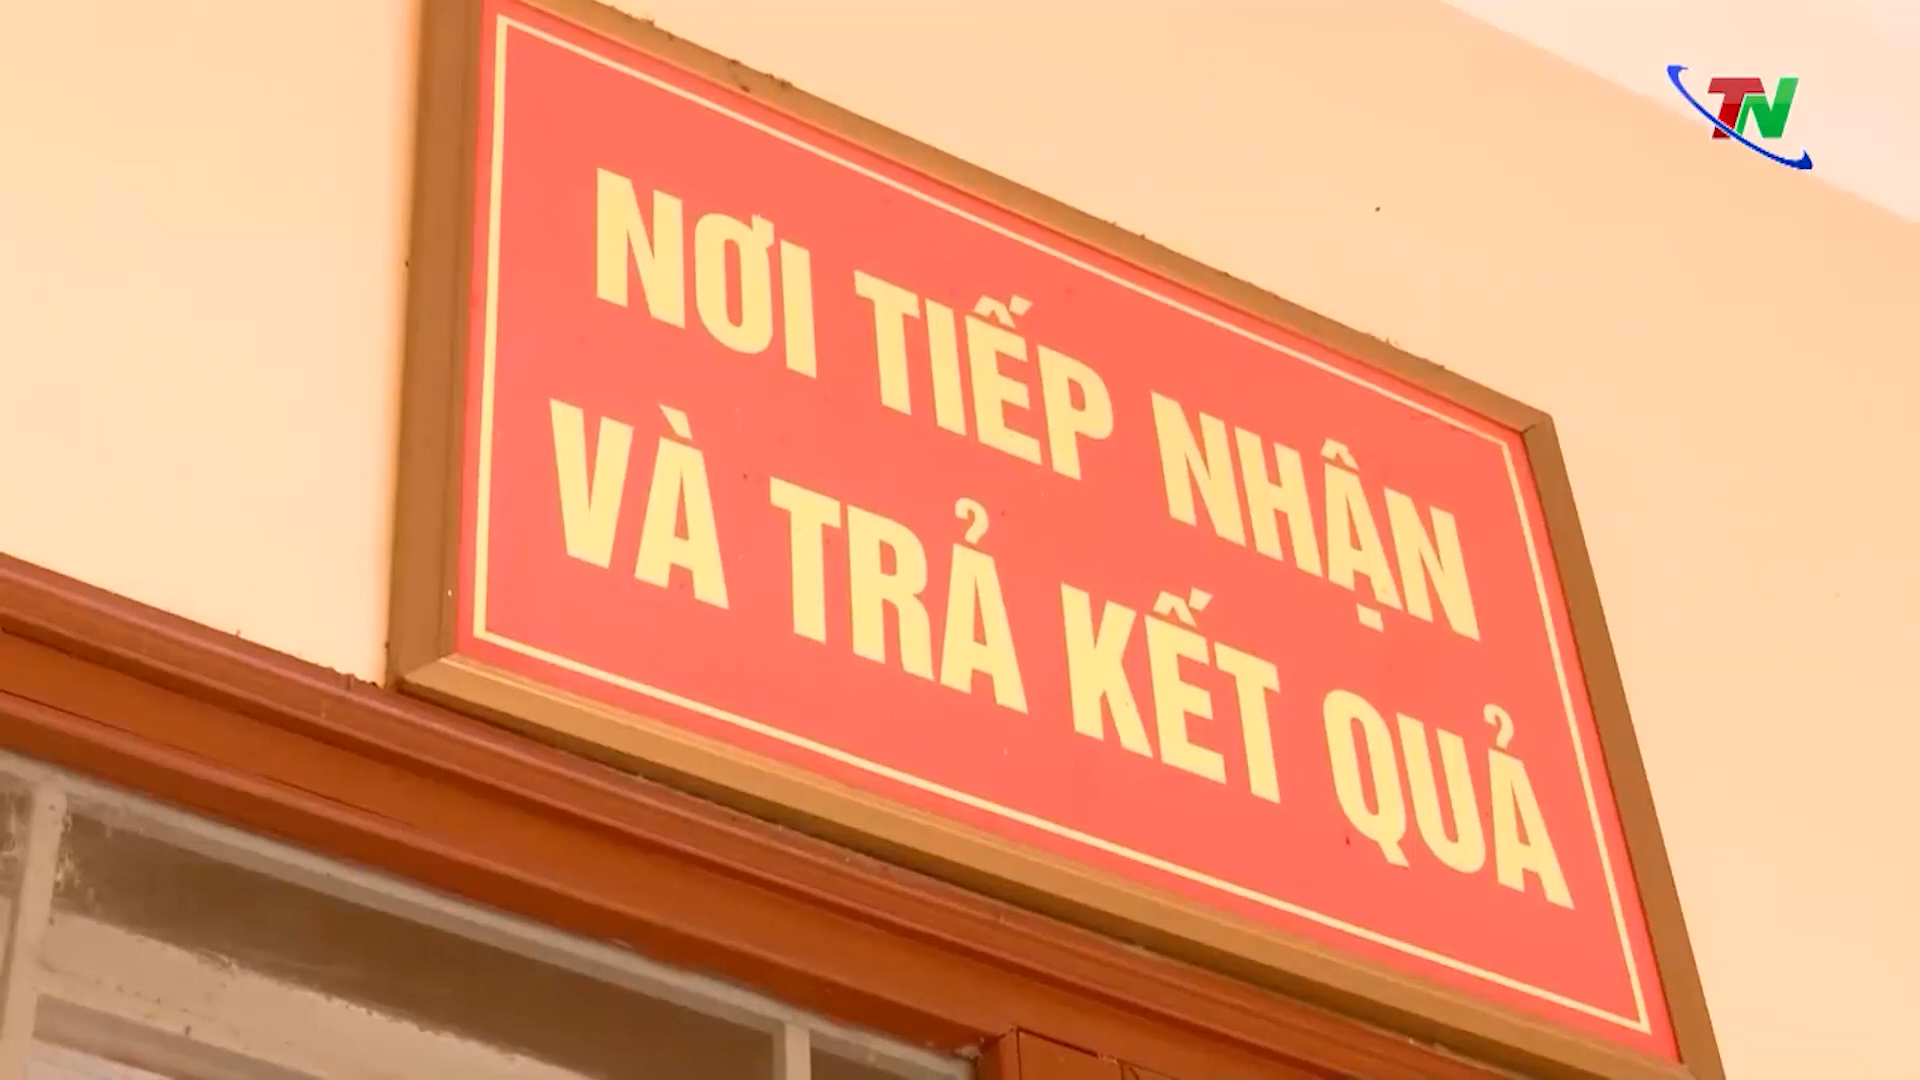 TN
NƠI TIẾP NHẬN
VÀ TRẢ KẾT QUẢ